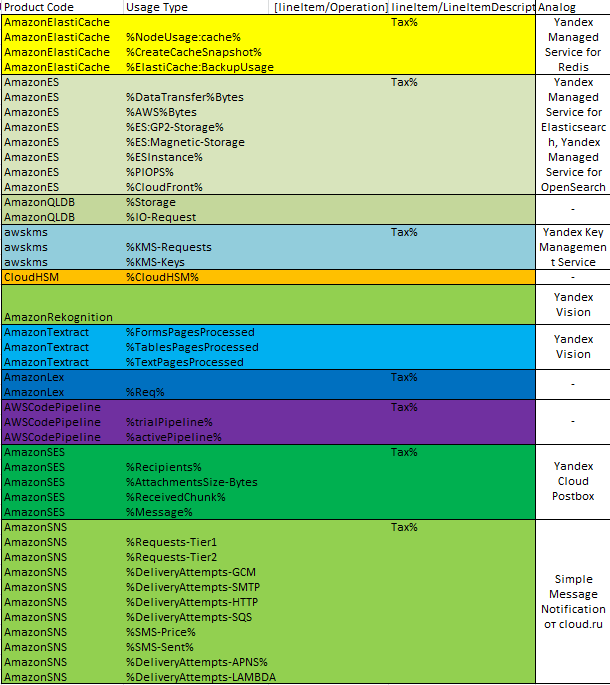 Product Code Usage Type [lineItem/Operation] lineItem/LineItemDescript Analog
AmazonElastiCache Tax%
AmazonElastiCache %NodeUsage:cache%
AmazonElastiCache %CreateCacheSnapshot%
AmazonElastiCache %ElastiCache:BackupUsage
Yandex
Managed
Service for
Redis
AmazonES Tax%
AmazonES %DataTransfer%Bytes
AmazonES %AWS%Bytes
AmazonES %ES:GP2-Storage%
AmazonES %ES:Magnetic-Storage
AmazonES %ESInstance%
AmazonES %PIOPS%
AmazonES %CloudFront%
Yandex
Managed
Service for
Elasticsearc
h, Yandex
Managed
Service for
OpenSearch
AmazonQLDB %Storage
AmazonQLDB %IO-Request
-
awskms Tax%
awskms %KMS-Requests
awskms %KMS-Keys
Yandex Key
Managemen
t Service
CloudHSM %CloudHSM% -
AmazonRekognition
Yandex
Vision
AmazonTextract %FormsPagesProcessed
AmazonTextract %TablesPagesProcessed
AmazonTextract %TextPagesProcessed
Yandex
Vision
AmazonLex Tax%
AmazonLex %Req%
-
AWSCodePipeline Tax%
AWSCodePipeline %trialPipeline%
AWSCodePipeline %activePipeline%
-
AmazonSES Tax%
AmazonSES %Recipients%
AmazonSES %AttachmentsSize-Bytes
AmazonSES %ReceivedChunk%
AmazonSES %Message%
Yandex
Cloud
Postbox
AmazonSNS Tax%
AmazonSNS %Requests-Tier1
AmazonSNS %Requests-Tier2
AmazonSNS %DeliveryAttempts-GCM
AmazonSNS %DeliveryAttempts-SMTP
AmazonSNS %DeliveryAttempts-HTTP
AmazonSNS %DeliveryAttempts-SQS
AmazonSNS %SMS-Price%
AmazonSNS %SMS-Sent%
AmazonSNS %DeliveryAttempts-APNS%
AmazonSNS %DeliveryAttempts-LAMBDA
Simple
Message
Notification
от cloud.ru